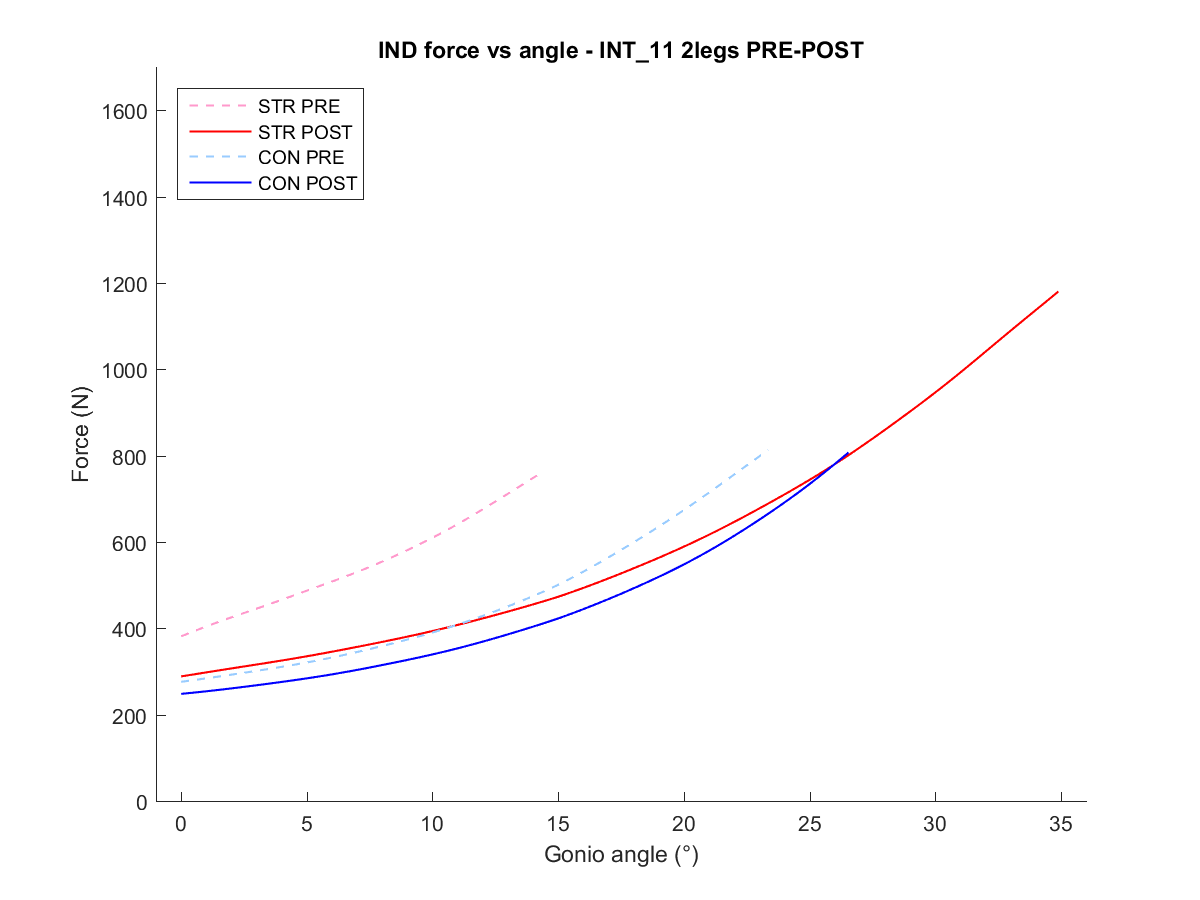 IND force vs angle - INT_11 2legs PRE-POST
STR PRE
STR POST
CON PRE
CON POST
1600
1400
1200
1000
800
600
400
200
0
Force (N)
0 5 10 15 20 25 30 35
Gonio angle (°)